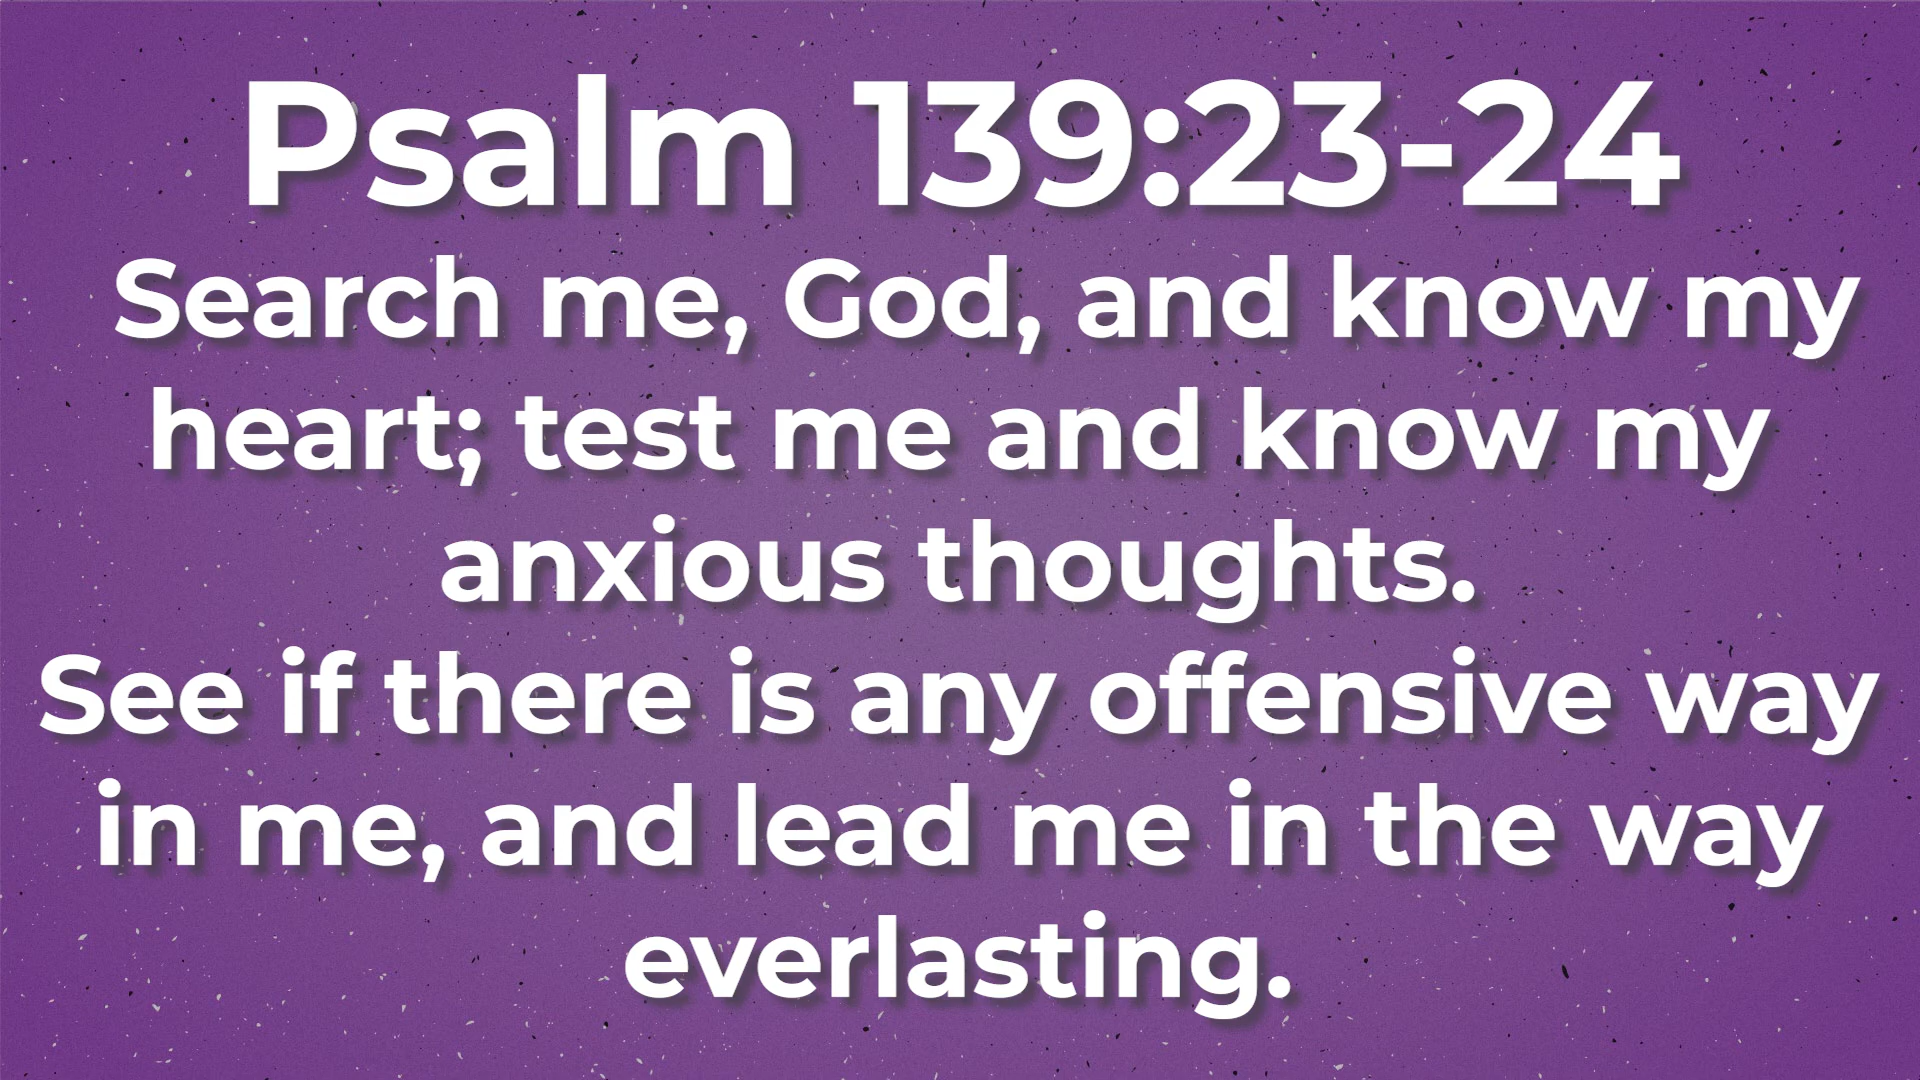 Psalm 139:23-24
Search me, God, and know my
heart; test me and know my
anxious thoughts.
See if there is any offensive way
in me, and lead me in the way
everlasting.